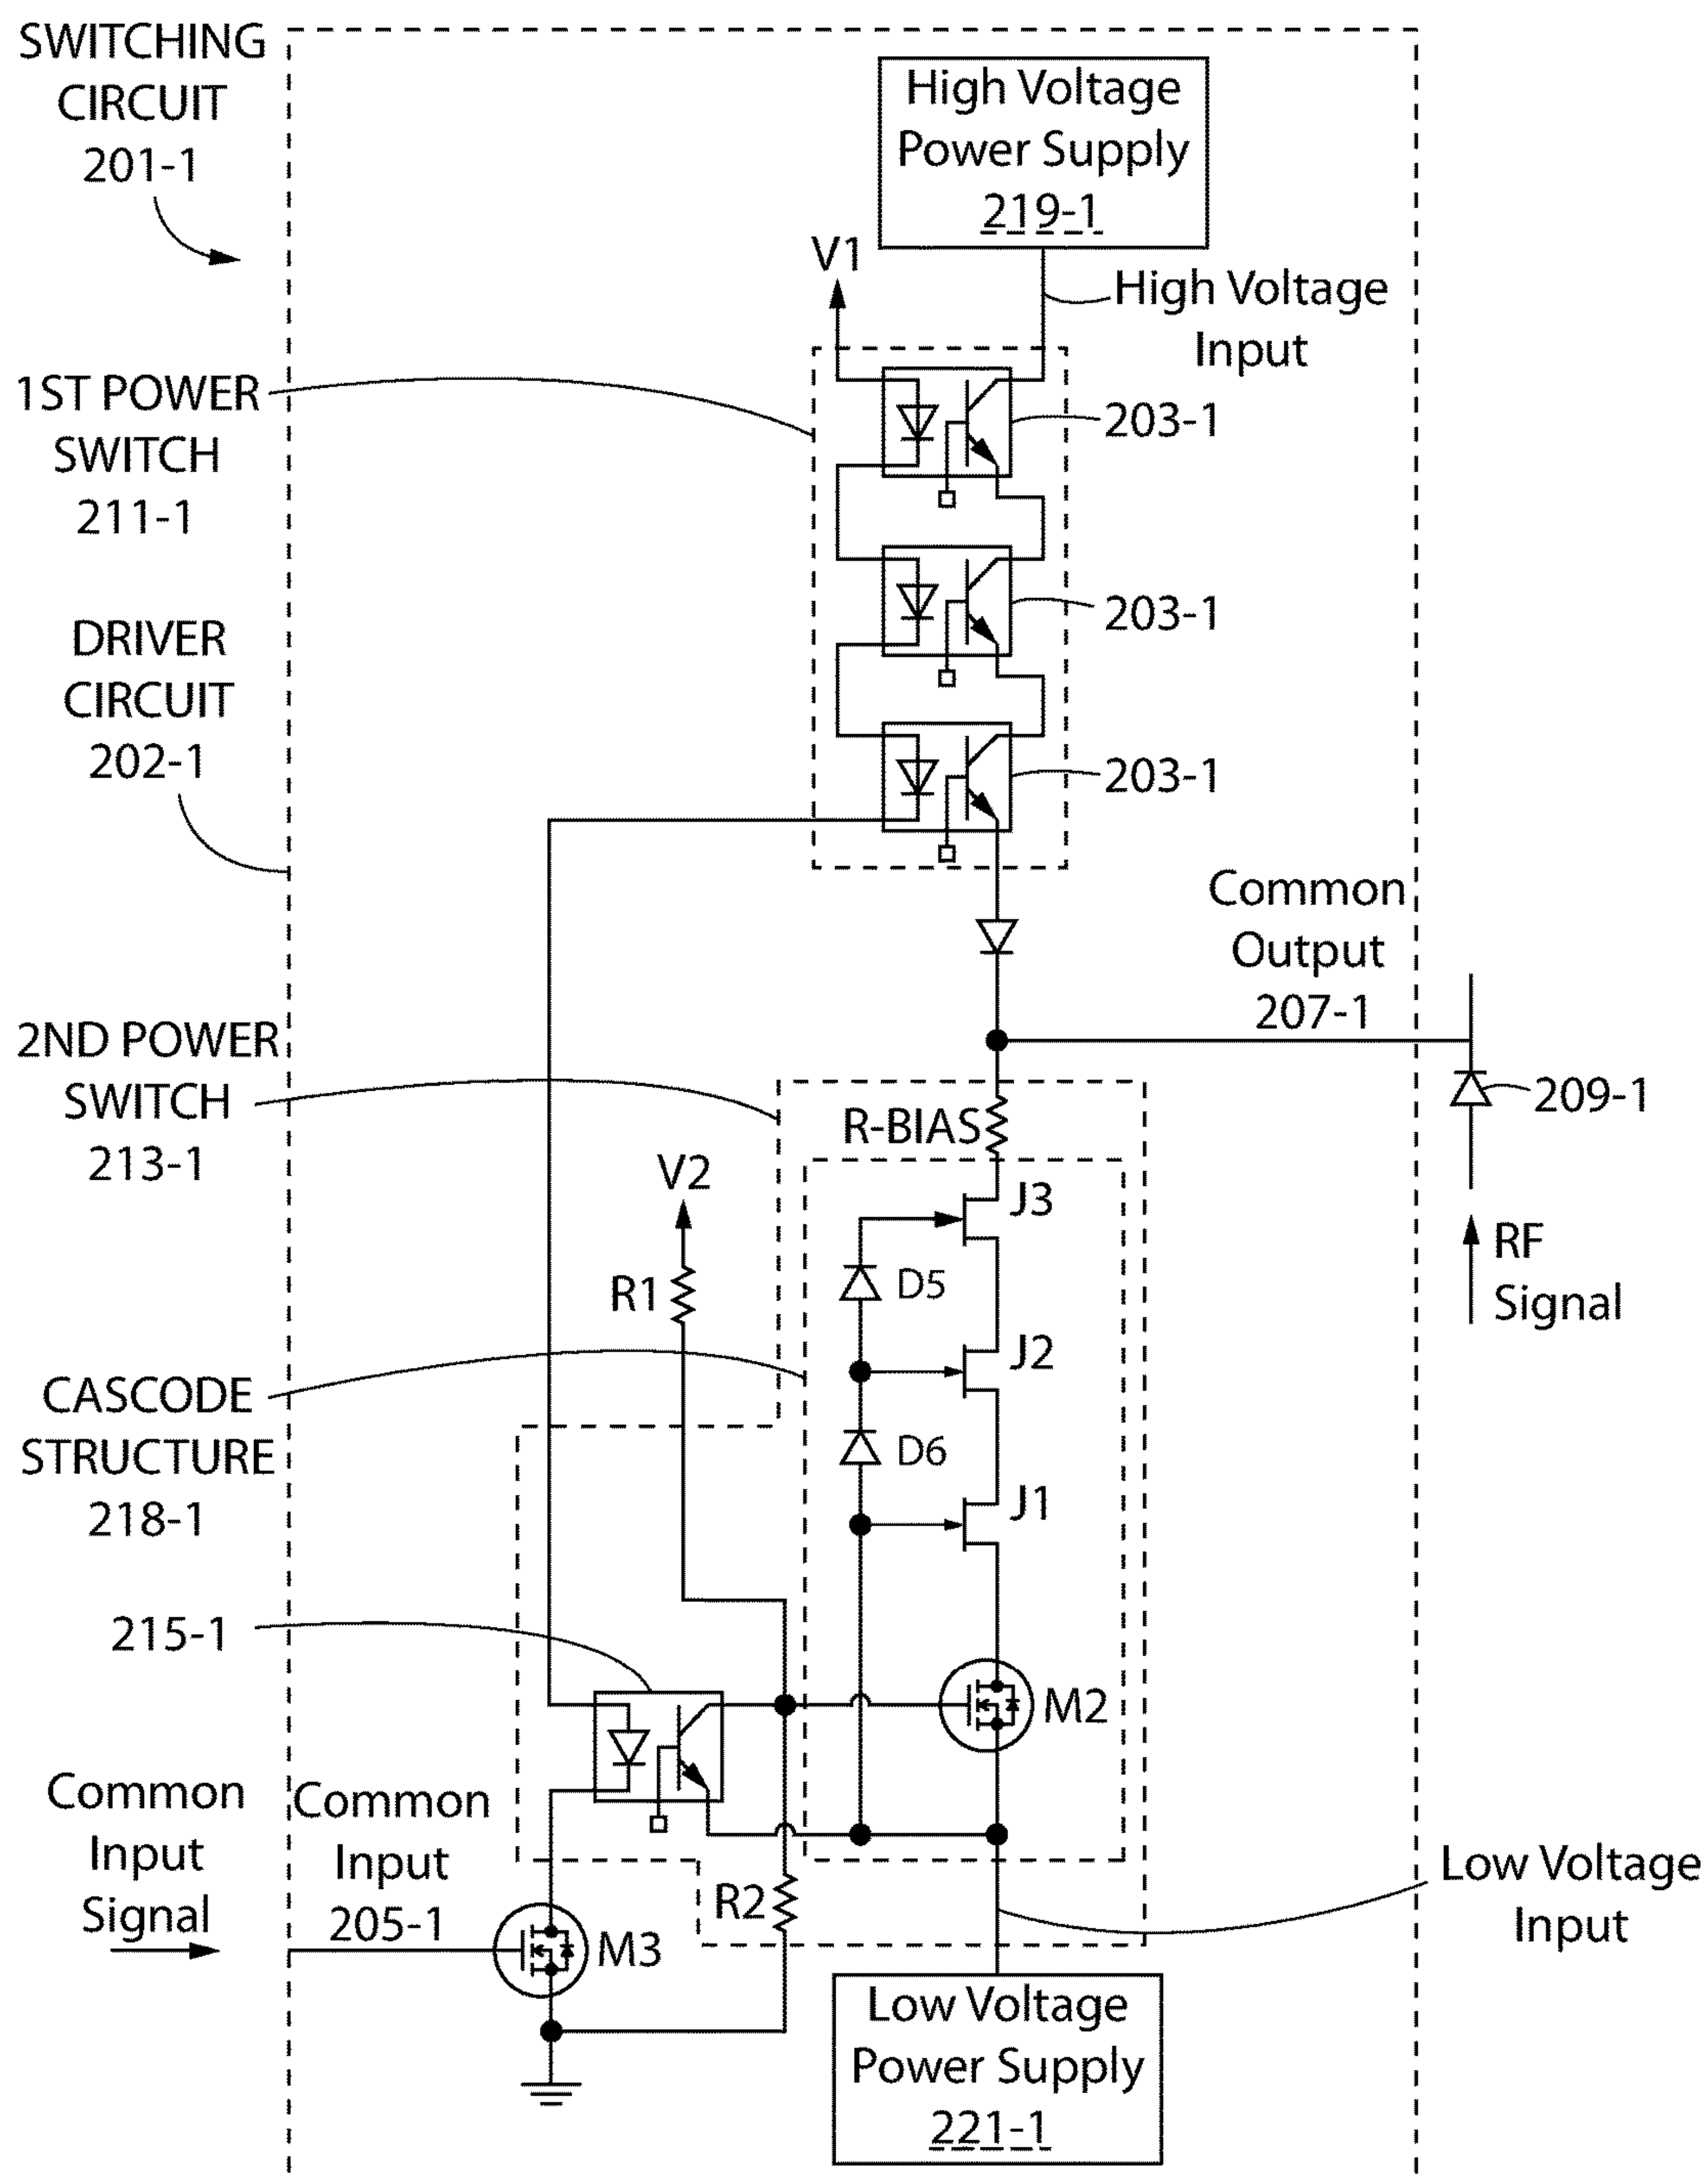 SWITCHING
CIRCUIT
201-1
High Voltage
Power Supply
219-1
V1
High Voltage
Input
1ST POWER
SWITCH
211-1
203-1
203-1
DRIVER
CIRCUIT
202-1
203-1
Common
Output
207-1
2ND POWER
SWITCH
213-1
R-BIAS
209-1
V2
J3
RF
Signal
R1
D5
J2
CASCODE
STRUCTURE
218-1
D6
J1
215-1
M2
Common
Input
Signal
Common
Input
205-1
Low Voltage
Input
R2
M3
Low Voltage
Power Supply
221-1